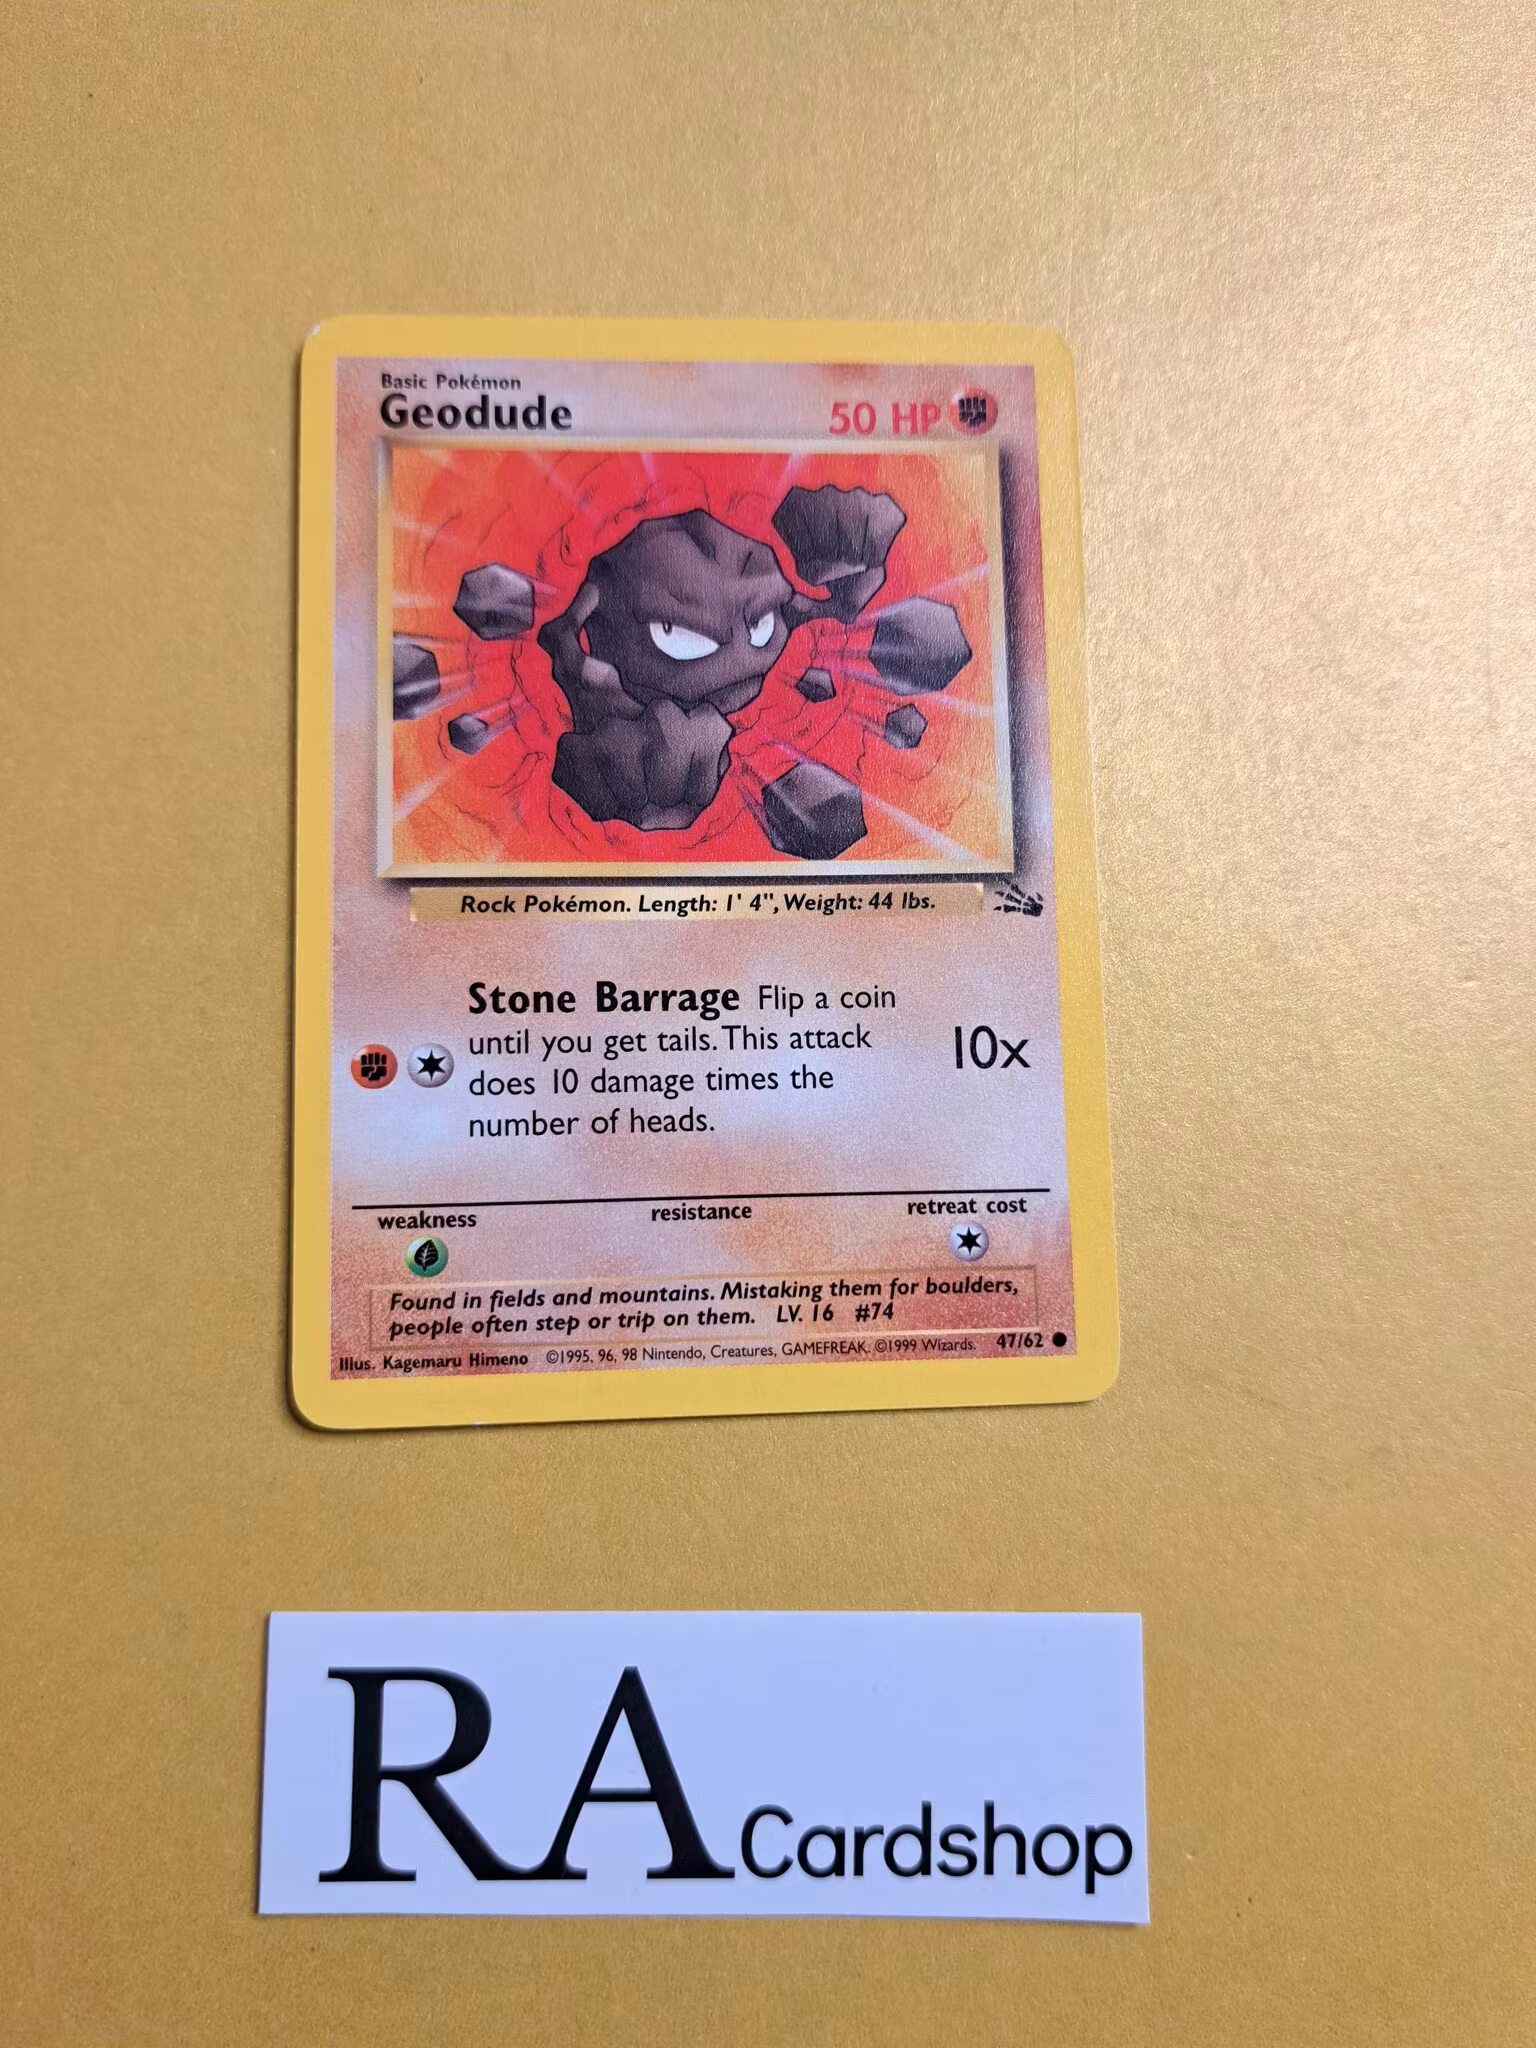 Basic Pokémon
Geodude
50 HP
Rock Pokémon. Length: 1' 4", Weight: 44 lbs.
Stone Barrage Flip a coin
until you get tails. This attack
does 10 damage times the
number of heads.
10x
weakness
resistance
retreat cost
Found in fields and mountains. Mistaking them for boulders,
people often step or trip on them. LV. 16 #74
Illus. Kagemaru Himeno ©1995, 96, 98 Nintendo, Creatures, GAMEFREAK. ©1999 Wizards. 47/62
RA Cardshop